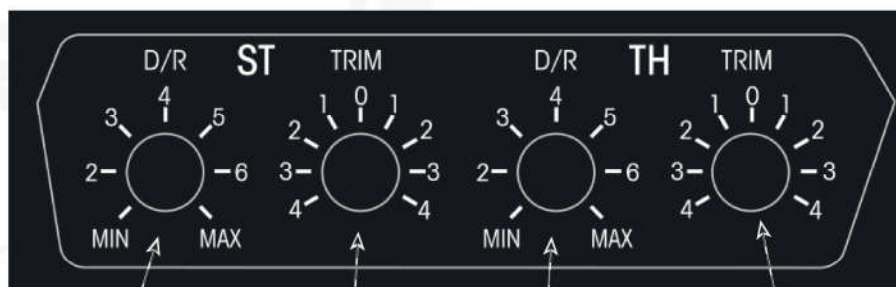 D/R ST TRIM D/R TH TRIM
4 0 4 0
3 5 1 1 3 5 1 1
2 2 2 2
2 6 3 3 2 6 3 3
4 4 4 4
MIN MAX MIN MAX